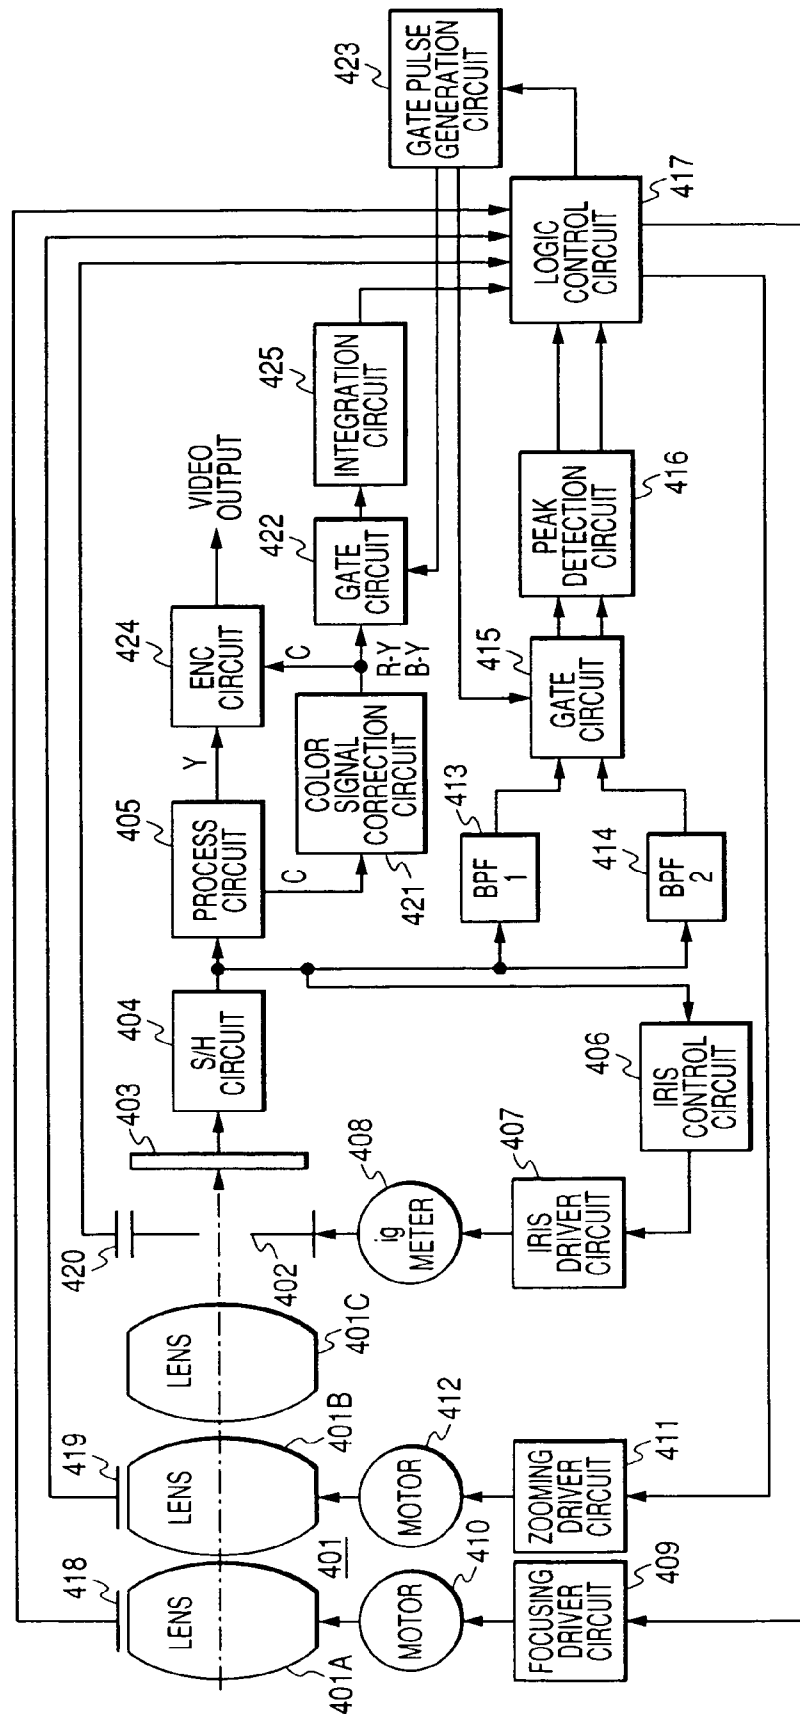 418
419
420
LENS
LENS
LENS
401A
401
401B
401C
402
403
404
S/H
CIRCUIT
405
PROCESS
CIRCUIT
Y
C
424
ENC
CIRCUIT
VIDEO
OUTPUT
C
COLOR
SIGNAL
CORRECTION
CIRCUIT
421
R-Y
B-Y
422
GATE
CIRCUIT
425
INTEGRATION
CIRCUIT
423
GATE PULSE
GENERATION
CIRCUIT
MOTOR
410
MOTOR
412
ig
METER
408
413
BPF
1
414
BPF
2
415
GATE
CIRCUIT
PEAK
DETECTION
CIRCUIT
416
LOGIC
CONTROL
CIRCUIT
417
FOCUSING
DRIVER
CIRCUIT
409
ZOOMING
DRIVER
CIRCUIT
411
407
IRIS
DRIVER
CIRCUIT
406
IRIS
CONTROL
CIRCUIT